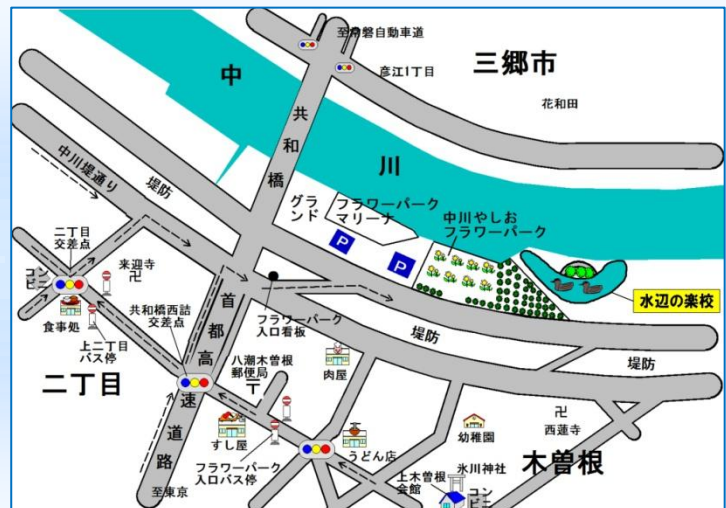 至常磐自動車道
彦江1丁目
三郷市
花和田
中
川
共和橋
中川堤通り
堤防
グラ
ンド
フラワーパーク
マリーナ
P
P
中川やしお
フラワーパーク
水辺の楽校
二丁目
交差点
コン
ビニ
来迎寺
卍
食事処
上二丁目
バス停
共和橋西詰
交差点
首都高速道路
フラワーパーク
入口看板
堤防
堤防
二丁目
八潮木曽根
郵便局
〒
肉屋
すし屋
フラワーパーク
入口バス停
うどん店
幼稚園
卍
西蓮寺
木曽根
氷川神社
上木曽根
会館
コン
ビニ
至東京